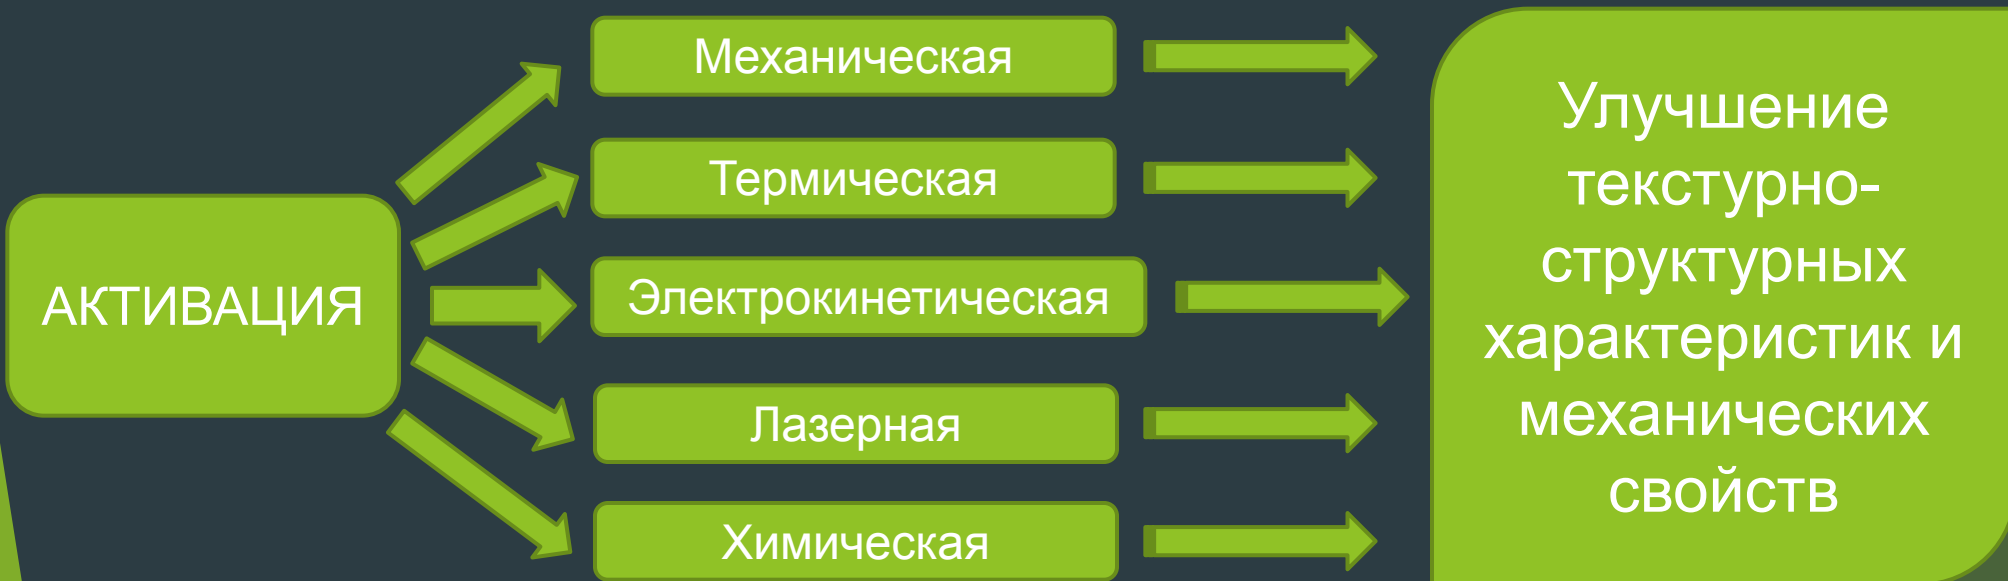 АКТИВАЦИЯ
Механическая
Термическая
Электрокинетическая
Лазерная
Химическая
Улучшение
текстурно-
структурных
характеристик и
механических
свойств